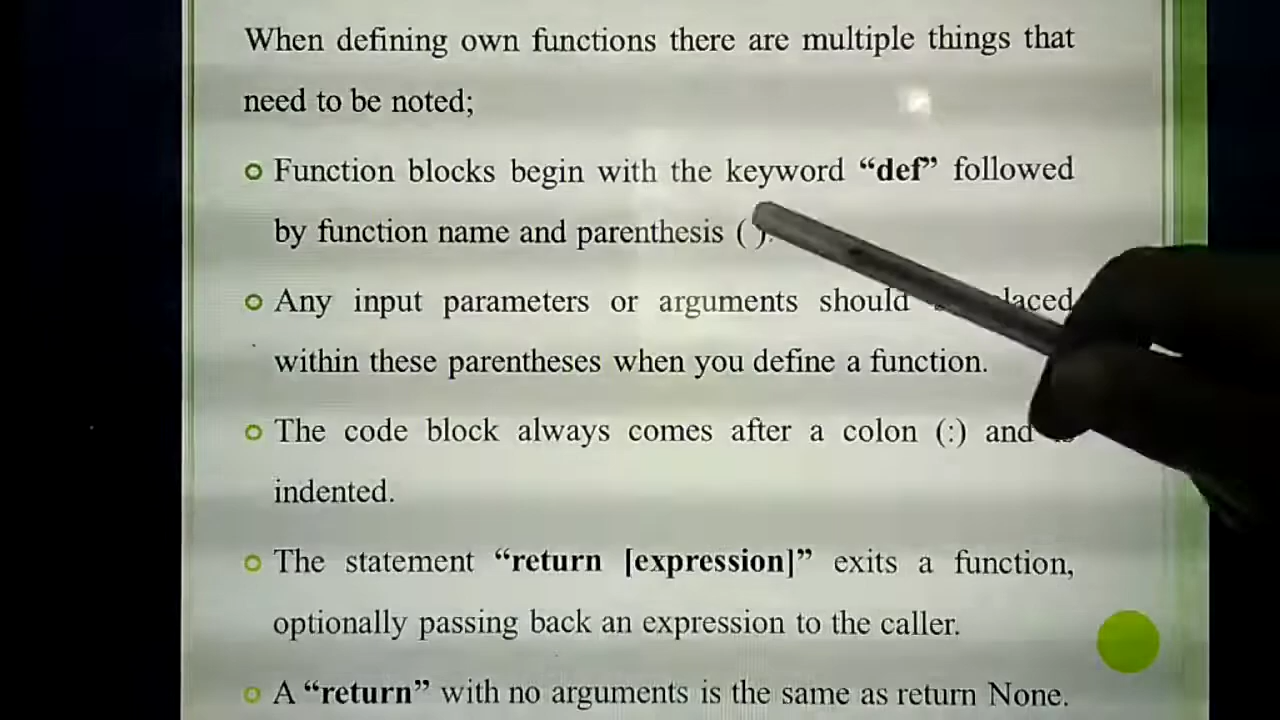 When defining own functions there are multiple things that
need to be noted;
Function blocks begin with the keyword “def” followed
by function name and parenthesis ( ).
Any input parameters or arguments should
within these parentheses when you define a function.
The code block always comes after a colon (:) and
indented.
The statement “return [expression]” exits a function,
optionally passing back an expression to the caller.
A “return” with no arguments is the same as return None.